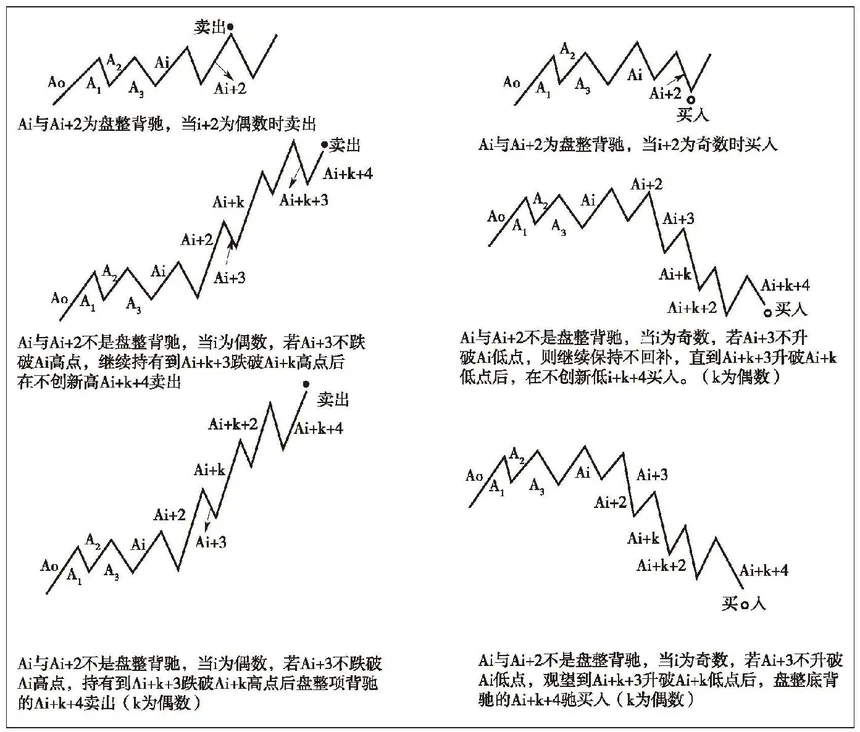 卖出
A₂
Ai
Ao
A₁
A₃
Ai+2
Ai与Ai+2为盘整背驰，当i+2为偶数时卖出
卖出
Ai+k+4
Ai+k
Ai+k+3
Ai+2
Ai+3
A₂
Ai
Ao
A₁
A₃
Ai与Ai+2不是盘整背驰，当i为偶数，若Ai+3不跌
破Ai高点，继续持有到Ai+k+3跌破Ai+k高点后
在不创新高Ai+k+4卖出
卖出
Ai+k+2
Ai+k+4
Ai+k
Ai+2
Ai+3
A₂
Ai
Ao
A₁
A₃
Ai与Ai+2不是盘整背驰，当i为偶数，若Ai+3不跌破
Ai高点，持有到Ai+k+3跌破Ai+k高点后盘整项背驰
的Ai+k+4卖出（k为偶数）
A₂
Ao
Ai
A₁
A₃
Ai+2
买入
Ai与Ai+2为盘整背驰，当i+2为奇数时买入
Ai+2
A₂
Ai
Ao
Ai+3
A₁
A₃
Ai+k
Ai+k+4
Ai+k+2
买入
Ai与Ai+2不是盘整背驰，当i为奇数，若Ai+3不升
破Ai低点，则继续保持不回补，直到Ai+k+3升破Ai+k
低点后，在不创新低i+k+4买入。（k为偶数）
A₂
Ao
Ai
Ai+3
A₁
A₃
Ai+2
Ai+k
Ai+k+2
Ai+k+4
买入
Ai与Ai+2不是盘整背驰，当i为奇数，若Ai+3不升破
Ai低点，观望到Ai+k+3升破Ai+k低点后，盘整底背
驰的Ai+k+4驰买入（k为偶数）